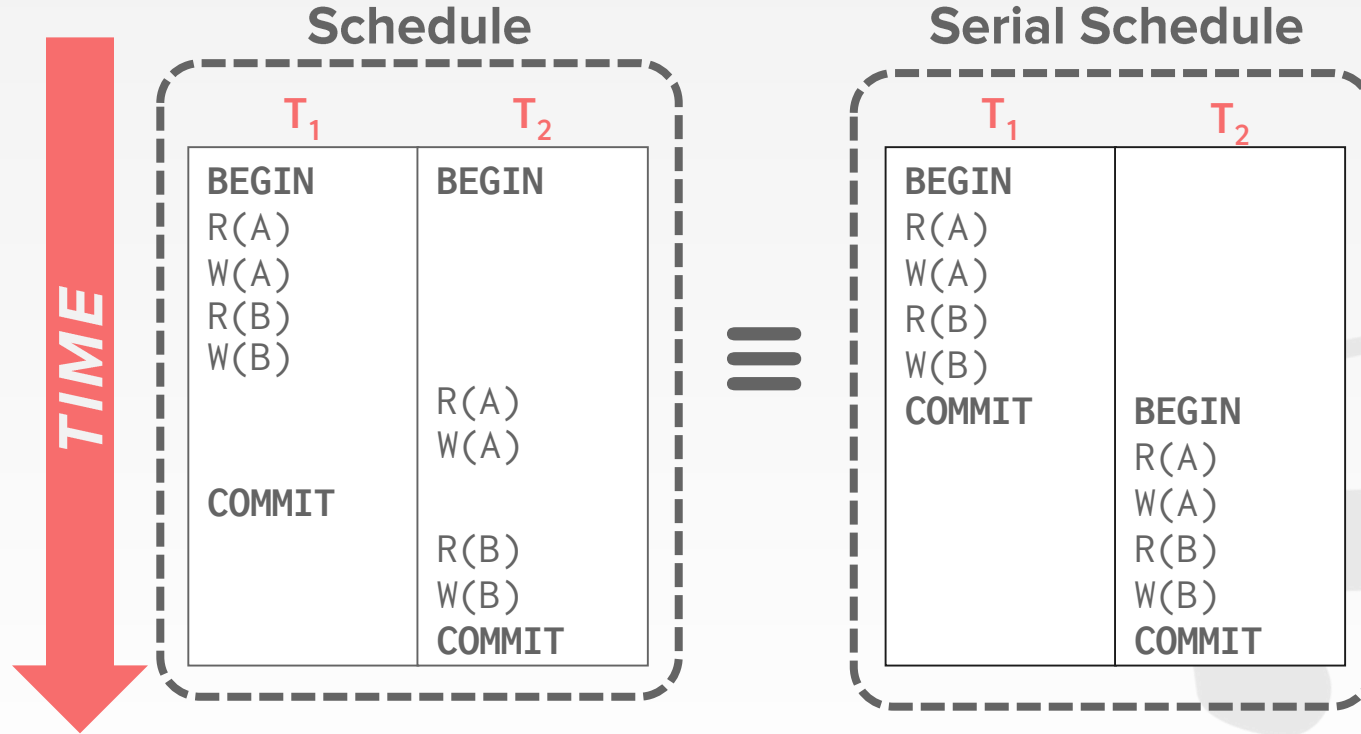 Schedule
Serial Schedule
TIME
T₁ T₂
BEGIN BEGIN
R(A)
W(A)
R(B)
W(B)
R(A)
W(A)
COMMIT
R(B)
W(B)
COMMIT
≡
T₁ T₂
BEGIN
R(A)
W(A)
R(B)
W(B)
COMMIT BEGIN
R(A)
W(A)
R(B)
W(B)
COMMIT